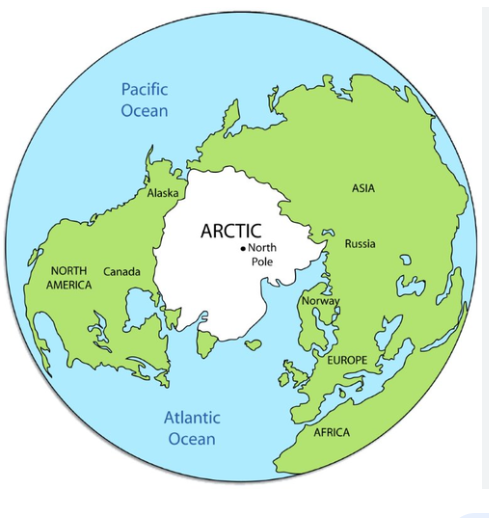 Pacific
Ocean
Alaska
ASIA
ARCTIC
North
Pole
Russia
NORTH
AMERICA
Canada
Norway
EUROPE
Atlantic
Ocean
AFRICA